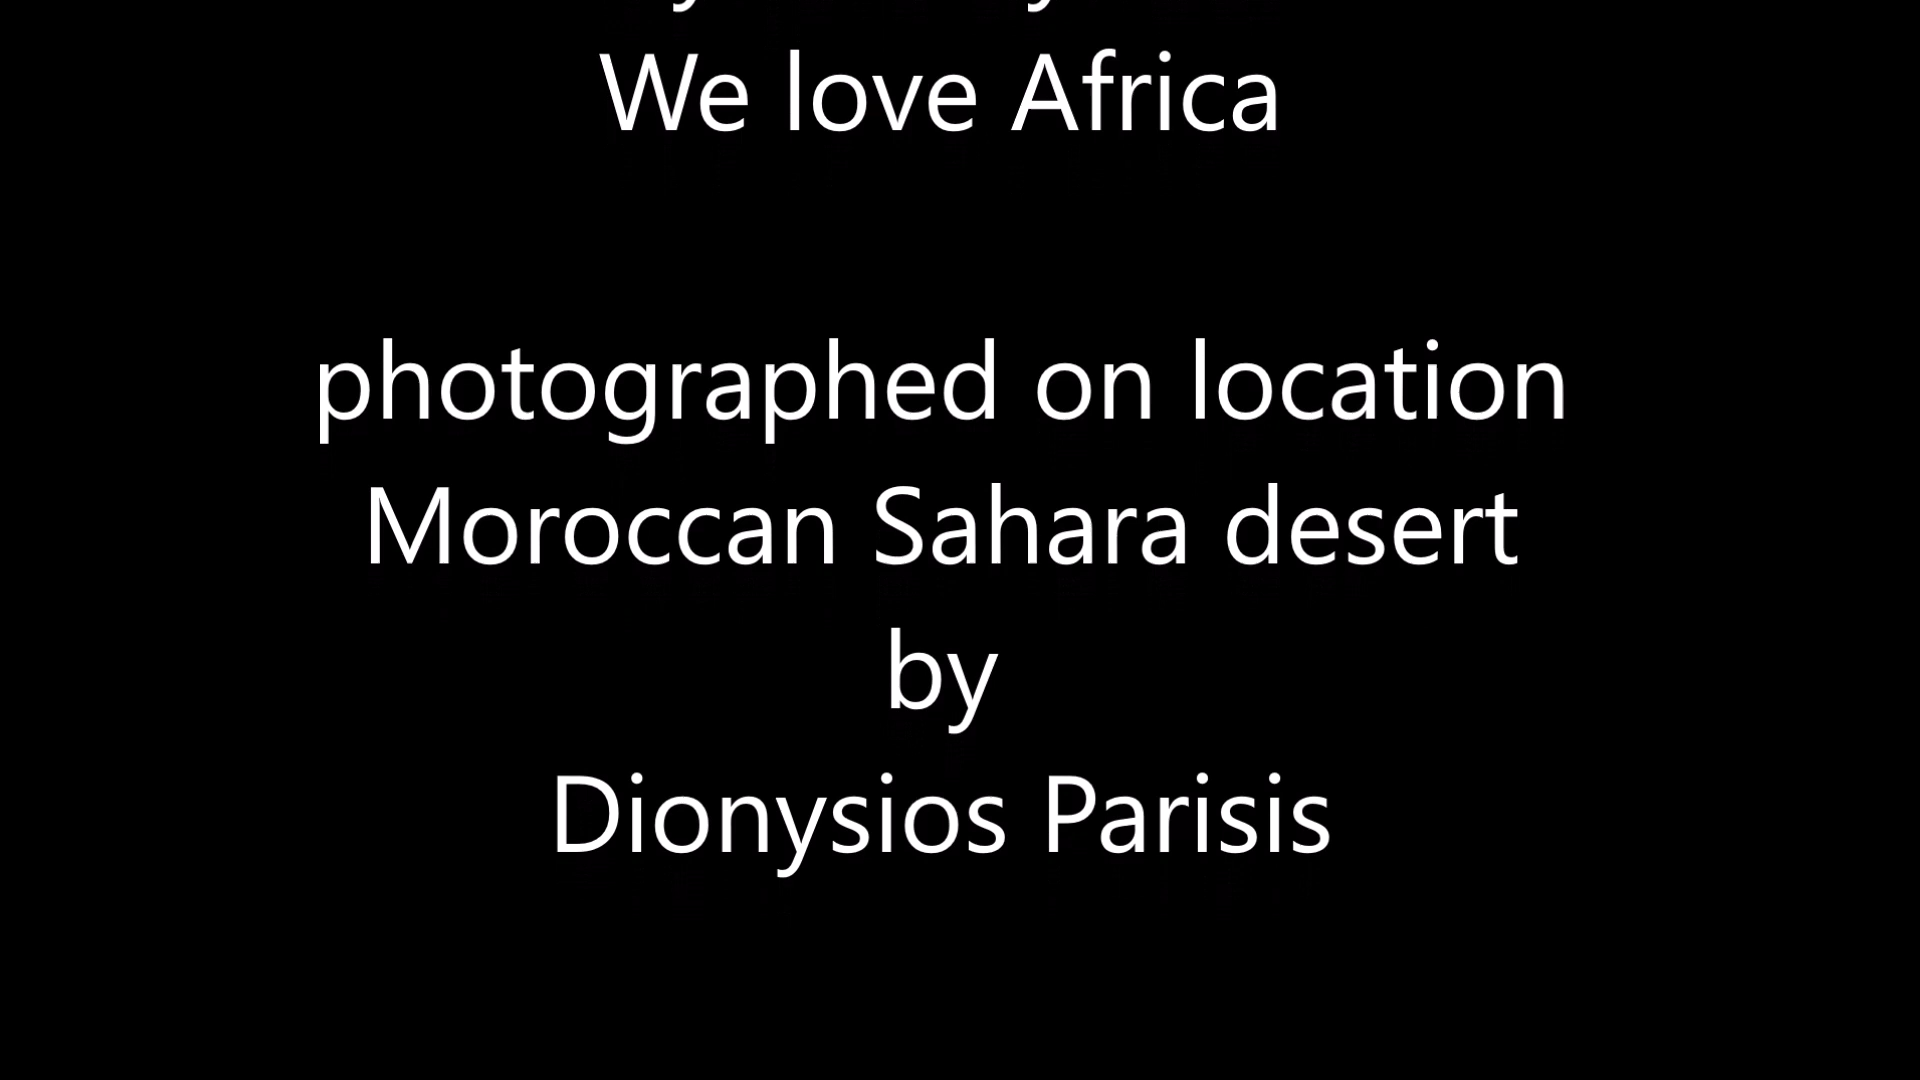 We love Africa
photographed on location
Moroccan Sahara desert
by
Dionysios Parisis